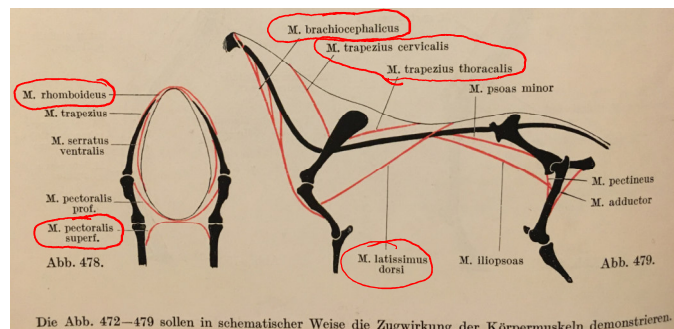 M. brachiocephalicus
M. trapezius cervicalis
M. trapezius thoracalis
M. psoas minor
M. rhomboideus
M. trapezius
M. serratus
ventralis
M. pectoralis
prof.
M. pectoralis
superf.
Abb. 478.
M. latissimus
dorsi
M. iliopsoas
M. pectineus
M. adductor
Abb. 479.
Die Abb. 472—479 sollen in schematischer Weise die Zugwirkung der Körpermuskeln demonstrieren.